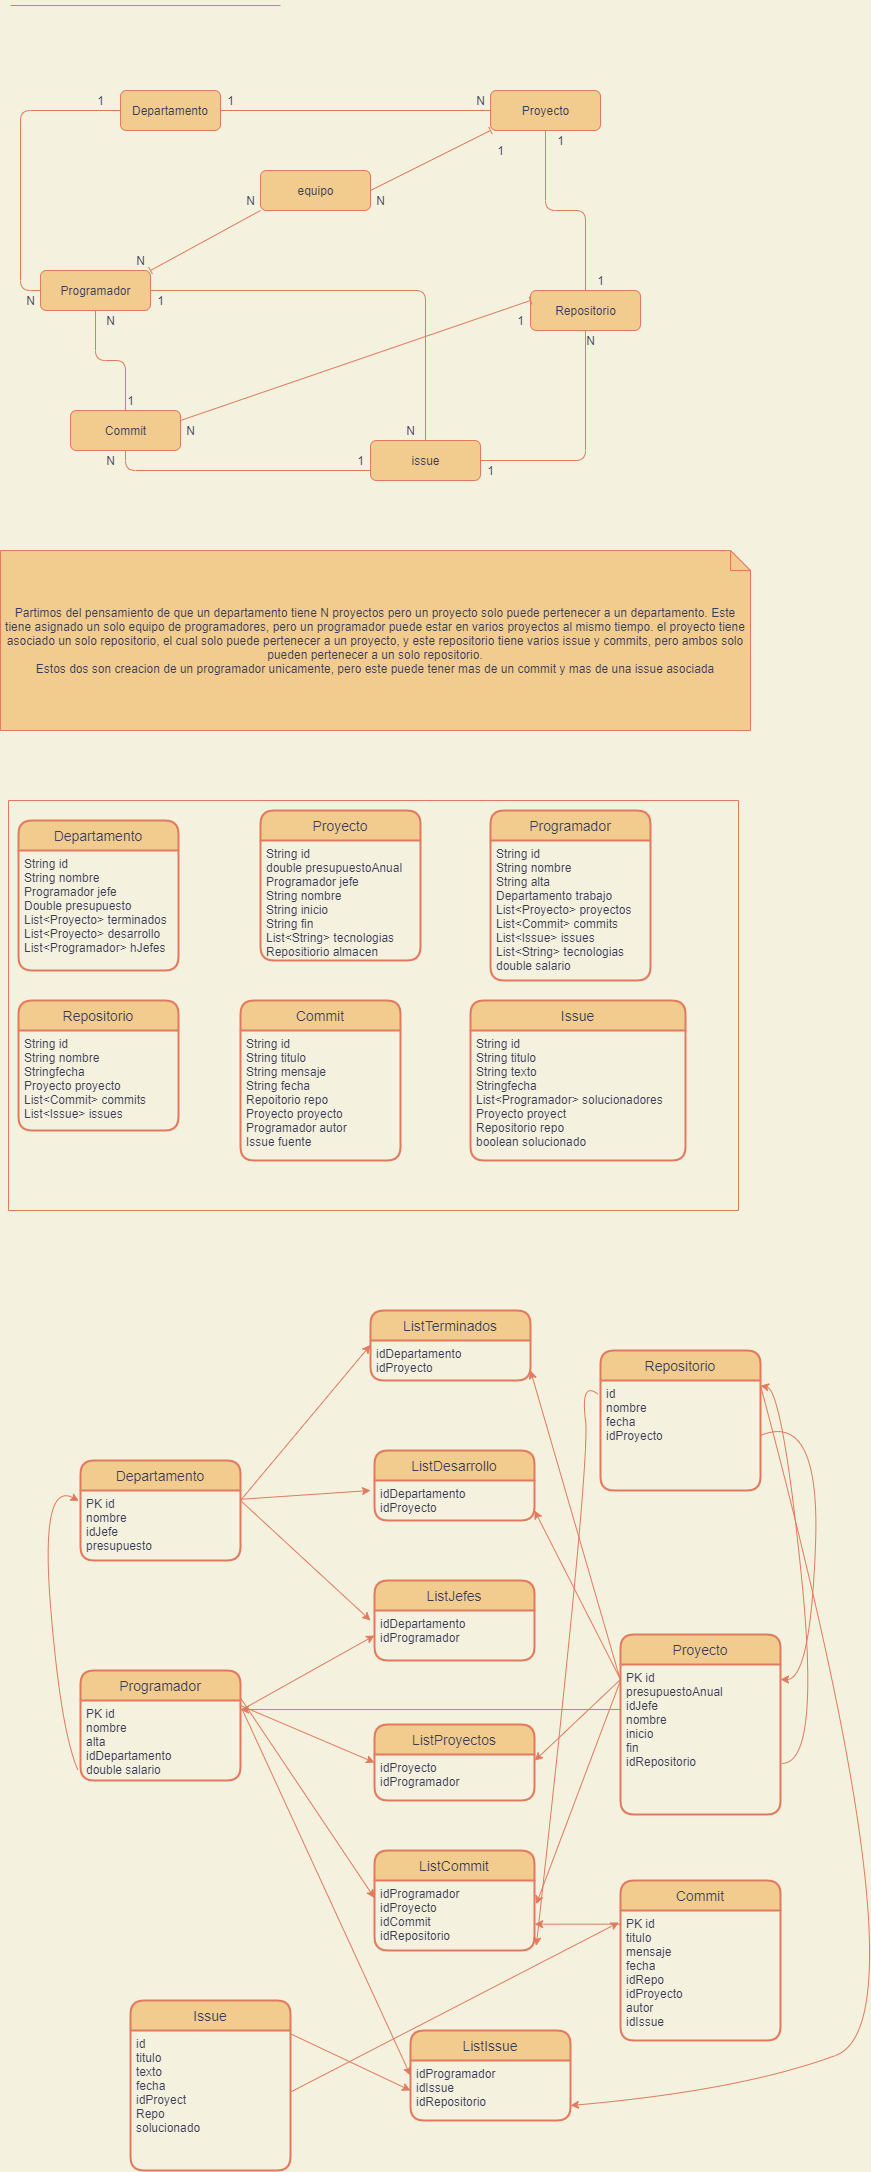 1
1
N
Departamento
Proyecto
1
1
equipo
N
N
N
Programador
1
N
1
Repositorio
N
1
N
1
N
Commit
N
N
1
issue
1
Partimos del pensamiento de que un departamento tiene N proyectos pero un proyecto solo puede pertenecer a un departamento. Este
tiene asignado un solo equipo de programadores, pero un programador puede estar en varios proyectos al mismo tiempo. el proyecto tiene
asociado un solo repositorio, el cual solo puede pertenecer a un proyecto, y este repositorio tiene varios issue y commits, pero ambos solo
pueden pertenecer a un solo repositorio.
Estos dos son creacion de un programador unicamente, pero este puede tener mas de un commit y mas de una issue asociada
Departamento
String id
String nombre
Programador jefe
Double presupuesto
List<Proyecto> terminados
List<Proyecto> desarrollo
List<Programador> hJefes
Proyecto
String id
double presupuestoAnual
Programador jefe
String nombre
String inicio
String fin
List<String> tecnologias
Repositiorio almacen
Programador
String id
String nombre
String alta
Departamento trabajo
List<Proyecto> proyectos
List<Commit> commits
List<Issue> issues
List<String> tecnologias
double salario
Repositorio
String id
String nombre
Stringfecha
Proyecto proyecto
List<Commit> commits
List<Issue> issues
Commit
String id
String titulo
String mensaje
String fecha
Repoitorio repo
Proyecto proyecto
Programador autor
Issue fuente
Issue
String id
String titulo
String texto
Stringfecha
List<Programador> solucionadores
Proyecto proyect
Repositorio repo
boolean solucionado
ListTerminados
idDepartamento
idProyecto
Repositorio
id
nombre
fecha
idProyecto
Departamento
PK id
nombre
idJefe
presupuesto
ListDesarrollo
idDepartamento
idProyecto
ListJefes
idDepartamento
idProgramador
Proyecto
PK id
presupuestoAnual
idJefe
nombre
inicio
fin
idRepositorio
Programador
PK id
nombre
alta
idDepartamento
double salario
ListProyectos
idProyecto
idProgramador
ListCommit
idProgramador
idProyecto
idCommit
idRepositorio
Commit
PK id
titulo
mensaje
fecha
idRepo
idProyecto
autor
idIssue
Issue
id
titulo
texto
fecha
idProyect
Repo
solucionado
ListIssue
idProgramador
idIssue
idRepositorio